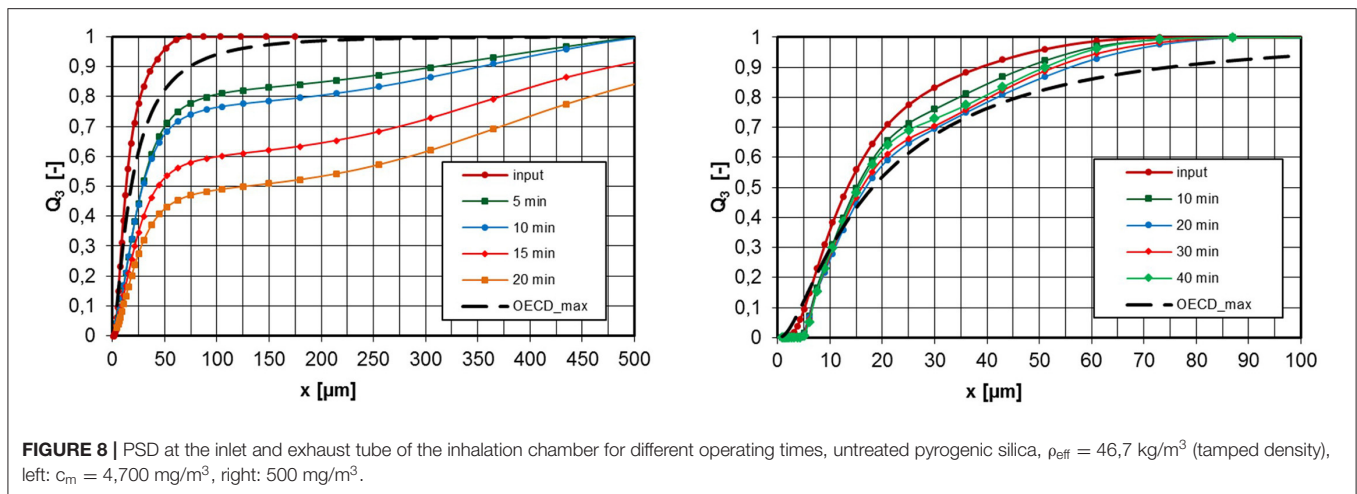 1
0,9
0,8
0,7
0,6
0,5
0,4
0,3
0,2
0,1
0
Q3 [-]
0 50 100 150 200 250 300 350 400 450 500
x [µm]
input
5 min
10 min
15 min
20 min
OECD_max
1
0,9
0,8
0,7
0,6
0,5
0,4
0,3
0,2
0,1
0
Q3 [-]
0 10 20 30 40 50 60 70 80 90 100
x [µm]
input
10 min
20 min
30 min
40 min
OECD_max
FIGURE 8 | PSD at the inlet and exhaust tube of the inhalation chamber for different operating times, untreated pyrogenic silica, ρeff = 46,7 kg/m³ (tamped density),
left: cm = 4,700 mg/m³, right: 500 mg/m³.